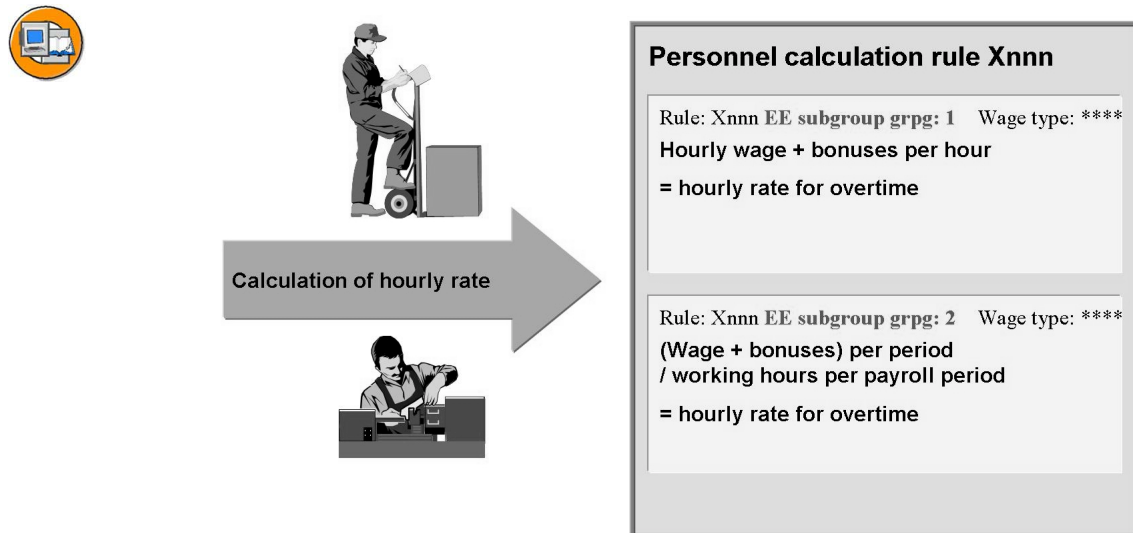 Personnel calculation rule Xnnn
Rule: Xnnn EE subgroup grpg: 1 Wage type: ****
Hourly wage + bonuses per hour
= hourly rate for overtime
Calculation of hourly rate
Rule: Xnnn EE subgroup grpg: 2 Wage type: ****
(Wage + bonuses) per period
/ working hours per payroll period
= hourly rate for overtime